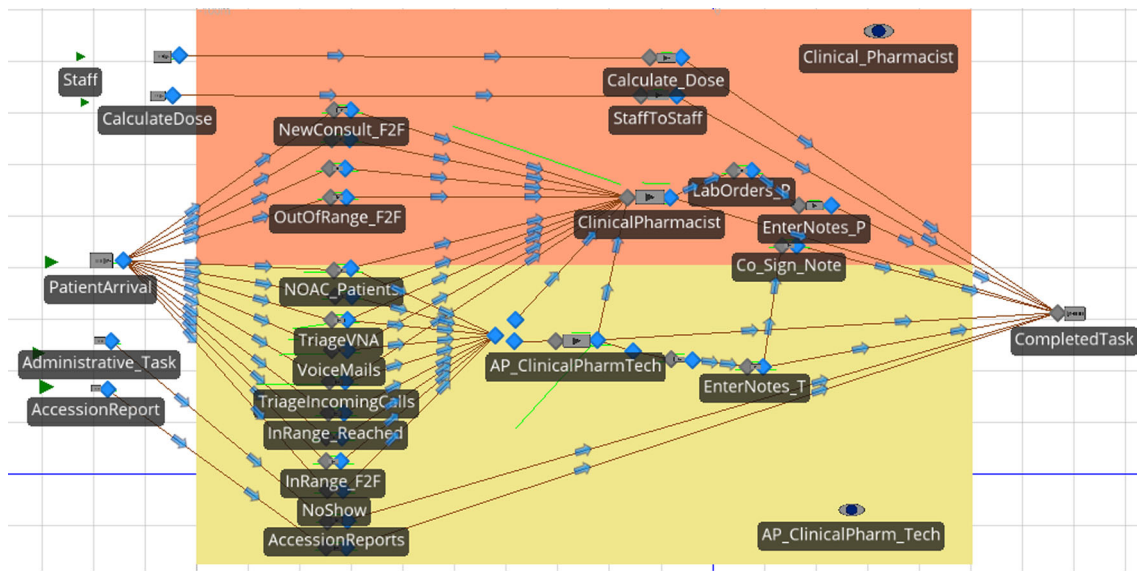 Clinical_Pharmacist
Staff
Calculate_Dose
CalculateDose
StaffToStaff
NewConsult_F2F
LabOrders_P
OutOfRange_F2F
ClinicalPharmacist
EnterNotes_P
Co_Sign_Note
PatientArrival
NOAC_Patients
TriageVNA
CompletedTask
Administrative_Task
VoiceMails
AP_ClinicalPharmTech
EnterNotes_T
AccessionReport
TriageIncomingCalls
InRange_Reached
InRange_F2F
NoShow
AccessionReports
AP_ClinicalPharm_Tech